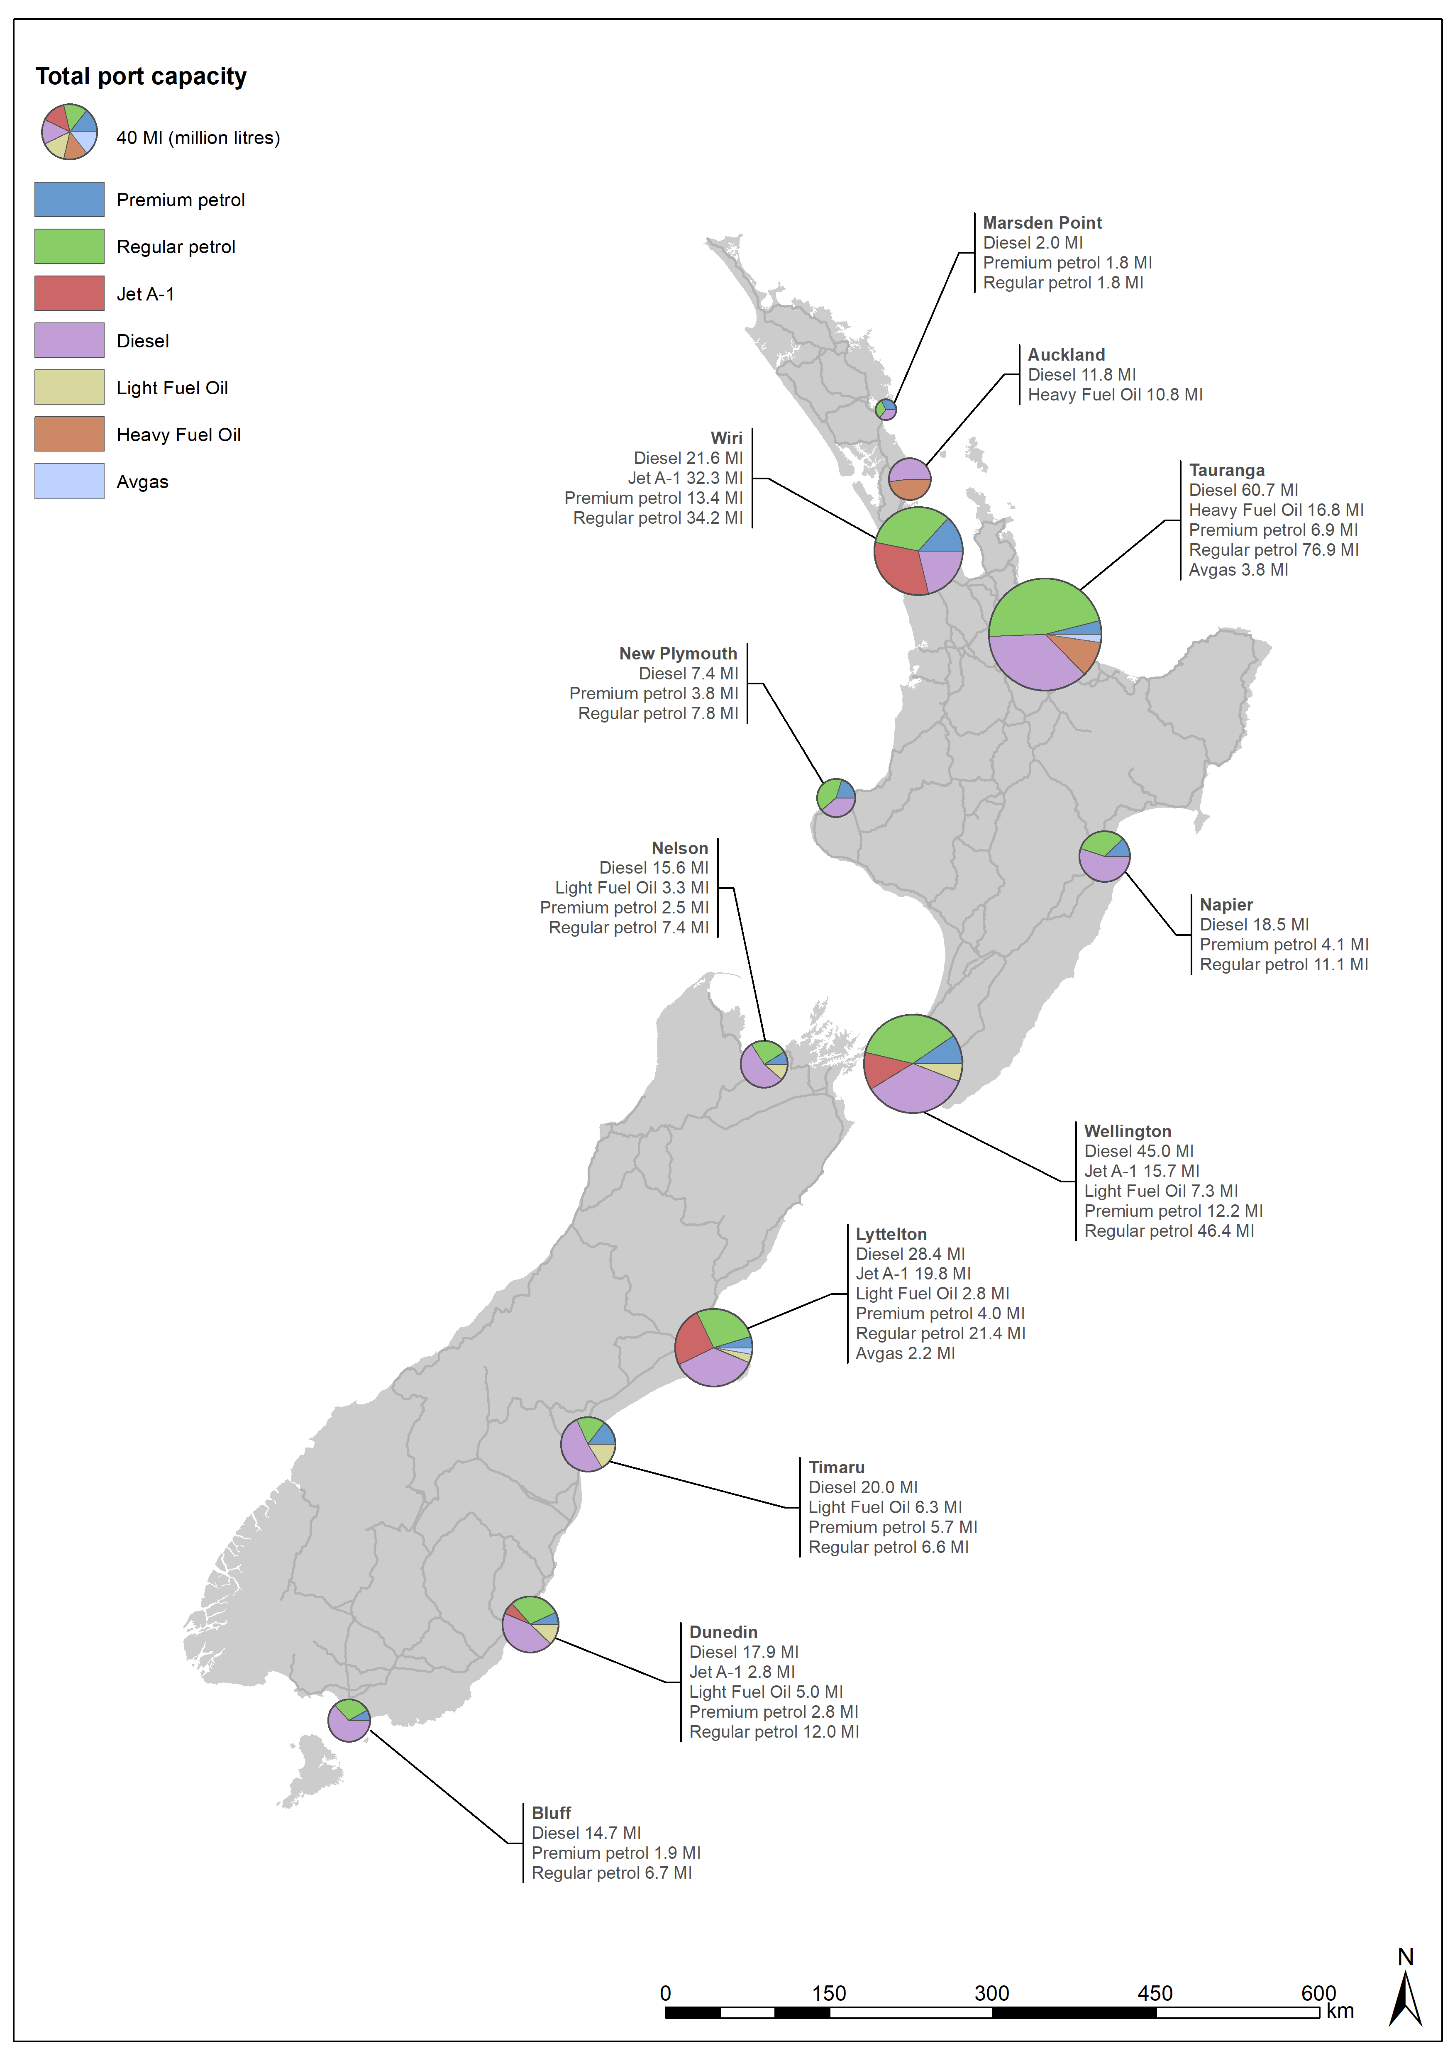 Total port capacity
40 Ml (million litres)
Premium petrol
Regular petrol
Jet A-1
Diesel
Light Fuel Oil
Heavy Fuel Oil
Avgas
Marsden Point
Diesel 2.0 Ml
Premium petrol 1.8 Ml
Regular petrol 1.8 Ml
Auckland
Diesel 11.8 Ml
Heavy Fuel Oil 10.8 Ml
Wiri
Diesel 21.6 Ml
Jet A-1 32.3 Ml
Premium petrol 13.4 Ml
Regular petrol 34.2 Ml
Tauranga
Diesel 60.7 Ml
Heavy Fuel Oil 16.8 Ml
Premium petrol 6.9 Ml
Regular petrol 76.9 Ml
Avgas 3.8 Ml
New Plymouth
Diesel 7.4 Ml
Premium petrol 3.8 Ml
Regular petrol 7.8 Ml
Nelson
Diesel 15.6 Ml
Light Fuel Oil 3.3 Ml
Premium petrol 2.5 Ml
Regular petrol 7.4 Ml
Napier
Diesel 18.5 Ml
Premium petrol 4.1 Ml
Regular petrol 11.1 Ml
Wellington
Diesel 45.0 Ml
Jet A-1 15.7 Ml
Light Fuel Oil 7.3 Ml
Premium petrol 12.2 Ml
Regular petrol 46.4 Ml
Lyttelton
Diesel 28.4 Ml
Jet A-1 19.8 Ml
Light Fuel Oil 2.8 Ml
Premium petrol 4.0 Ml
Regular petrol 21.4 Ml
Avgas 2.2 Ml
Timaru
Diesel 20.0 Ml
Light Fuel Oil 6.3 Ml
Premium petrol 5.7 Ml
Regular petrol 6.6 Ml
Dunedin
Diesel 17.9 Ml
Jet A-1 2.8 Ml
Light Fuel Oil 5.0 Ml
Premium petrol 2.8 Ml
Regular petrol 12.0 Ml
Bluff
Diesel 14.7 Ml
Premium petrol 1.9 Ml
Regular petrol 6.7 Ml
N
0 150 300 450 600
km